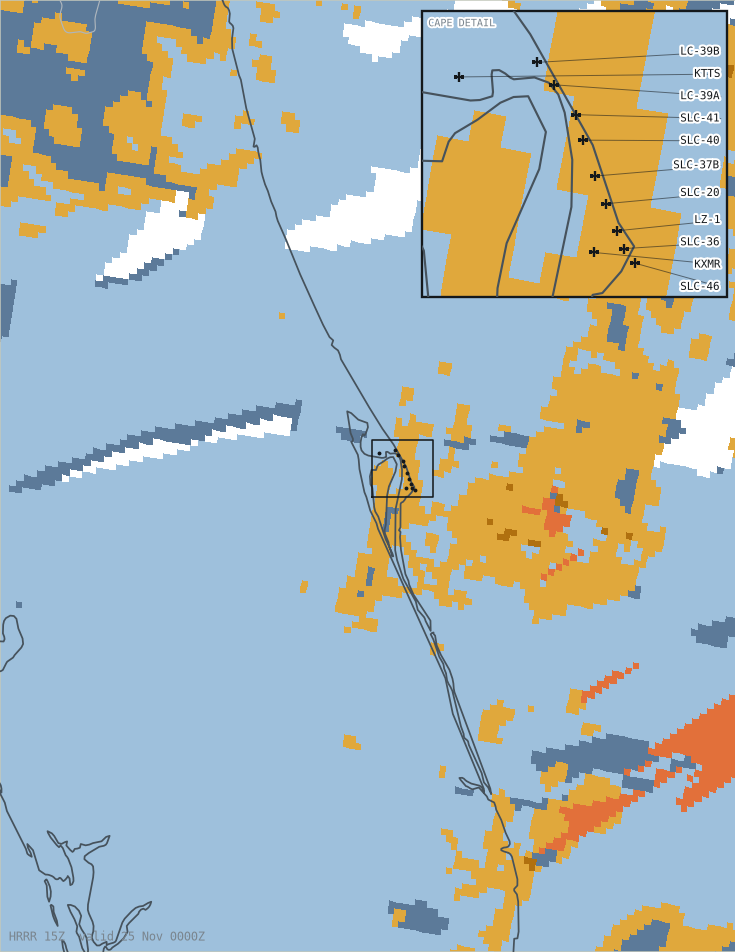 CAPE DETAIL
LC-39B
KTTS
LC-39A
SLC-41
SLC-40
SLC-37B
SLC-20
LZ-1
SLC-36
KXMR
SLC-46
HRRR 15Z  valid 25 Nov 0000Z